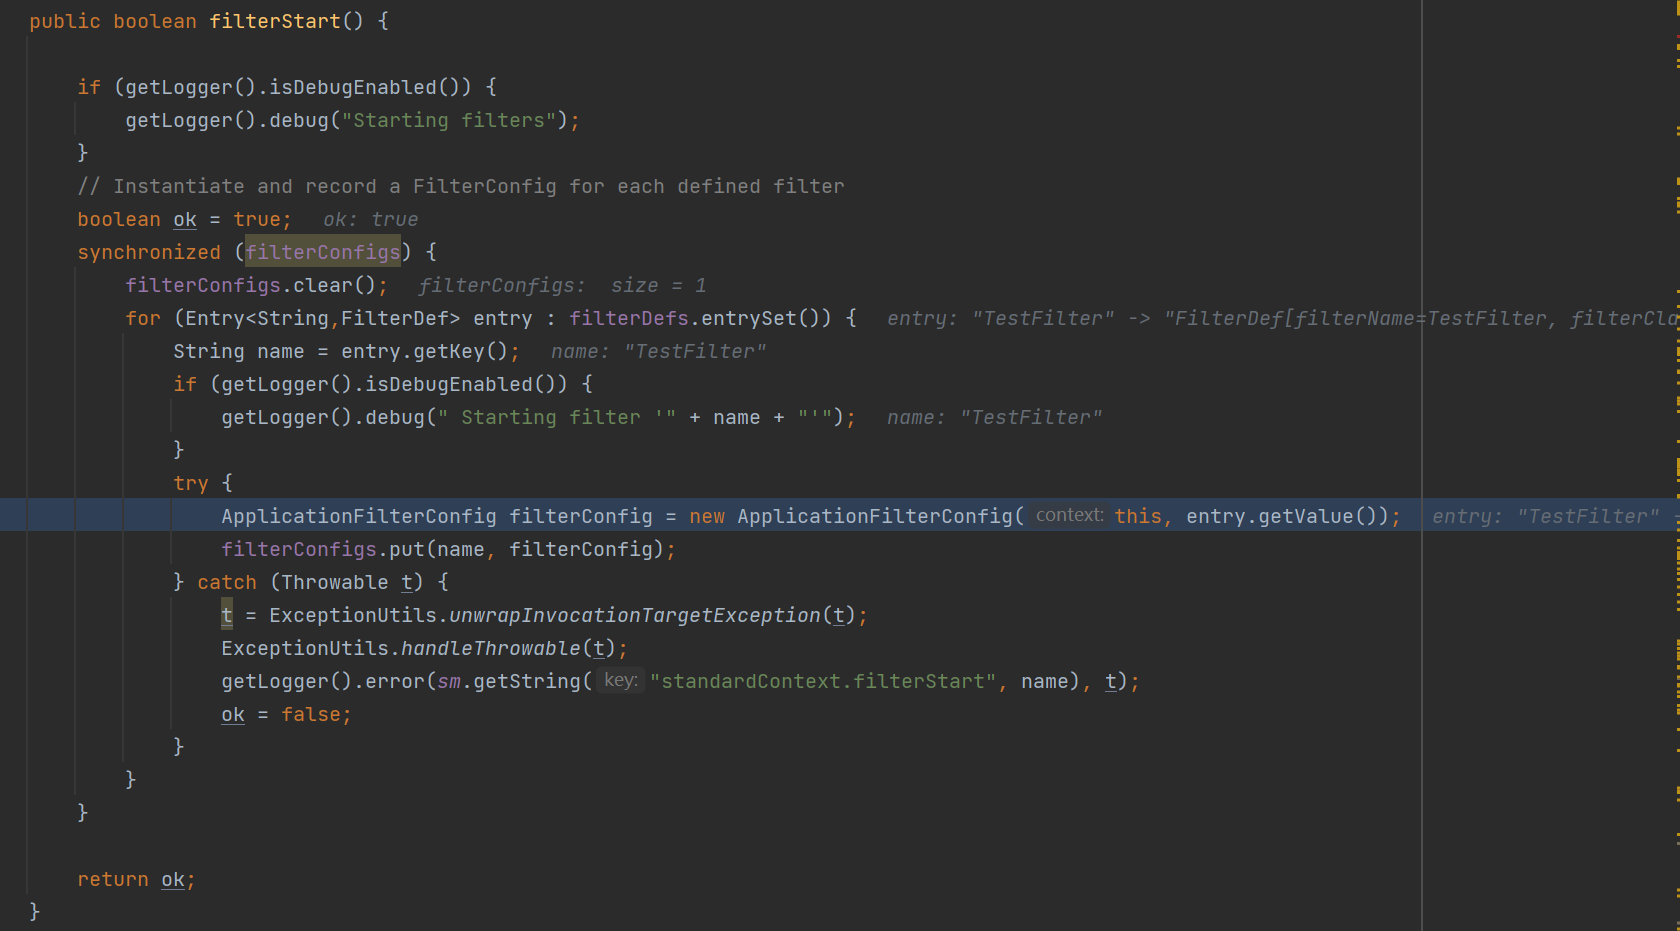 public boolean filterStart() {
if (getLogger().isDebugEnabled()) {
getLogger().debug("Starting filters");
}
// Instantiate and record a FilterConfig for each defined filter
boolean ok = true; ok: true
synchronized (filterConfigs) {
filterConfigs.clear(); filterConfigs: size = 1
for (Entry<String,FilterDef> entry : filterDefs.entrySet()) { entry: "TestFilter" -> "FilterDef[filterName=TestFilter, filterCla
String name = entry.getKey(); name: "TestFilter"
if (getLogger().isDebugEnabled()) {
getLogger().debug(" Starting filter '" + name + "'"); name: "TestFilter"
}
try {
ApplicationFilterConfig filterConfig = new ApplicationFilterConfig( context: this, entry.getValue()); entry: "TestFilter"
filterConfigs.put(name, filterConfig);
} catch (Throwable t) {
t = ExceptionUtils.unwrapInvocationTargetException(t);
ExceptionUtils.handleThrowable(t);
getLogger().error(sm.getString( key: "standardContext.filterStart", name), t);
ok = false;
}
}
}
return ok;
}